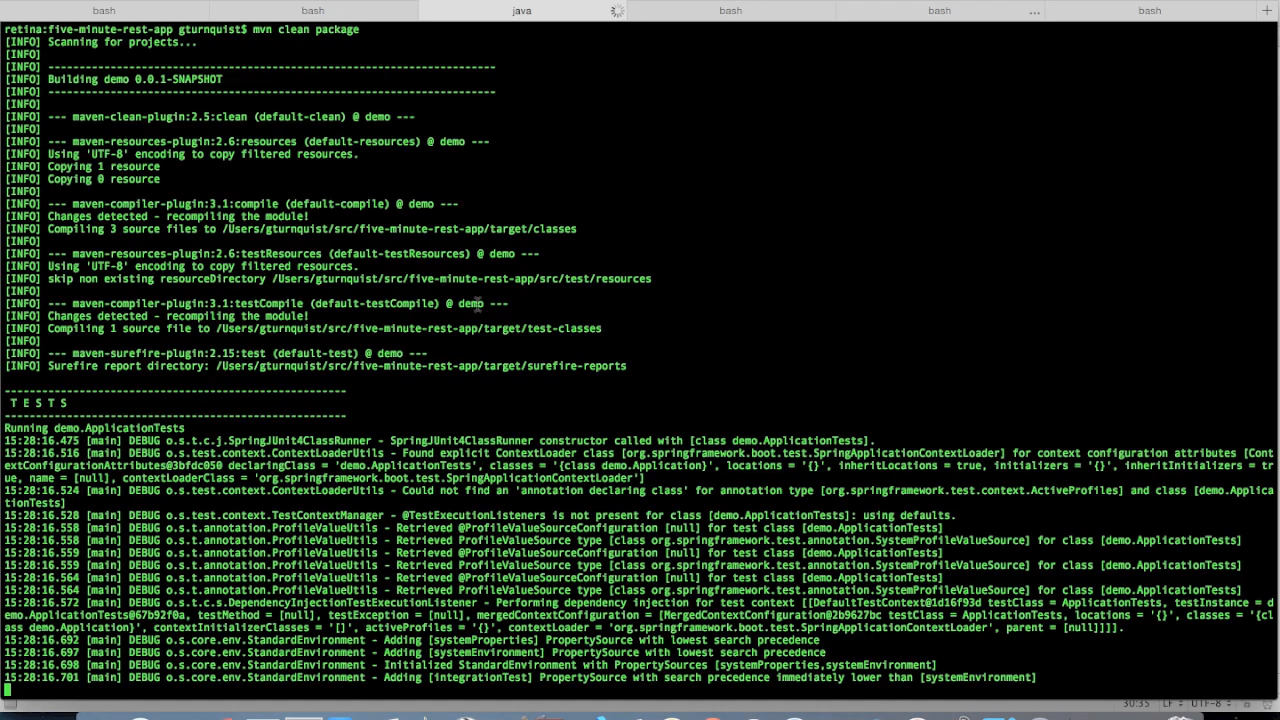 bash bash java bash bash ... bash +
retina:five-minute-rest-app gturnquist$ mvn clean package
[INFO] Scanning for projects...
[INFO]
[INFO] ------------------------------------------------------------------------
[INFO] Building demo 0.0.1-SNAPSHOT
[INFO] ------------------------------------------------------------------------
[INFO]
[INFO] --- maven-clean-plugin:2.5:clean (default-clean) @ demo ---
[INFO]
[INFO] --- maven-resources-plugin:2.6:resources (default-resources) @ demo ---
[INFO] Using 'UTF-8' encoding to copy filtered resources.
[INFO] Copying 1 resource
[INFO] Copying 0 resource
[INFO]
[INFO] --- maven-compiler-plugin:3.1:compile (default-compile) @ demo ---
[INFO] Changes detected - recompiling the module!
[INFO] Compiling 3 source files to /Users/gturnquist/src/five-minute-rest-app/target/classes
[INFO]
[INFO] --- maven-resources-plugin:2.6:testResources (default-testResources) @ demo ---
[INFO] Using 'UTF-8' encoding to copy filtered resources.
[INFO] skip non existing resourceDirectory /Users/gturnquist/src/five-minute-rest-app/src/test/resources
[INFO]
[INFO] --- maven-compiler-plugin:3.1:testCompile (default-testCompile) @ demo ---
[INFO] Changes detected - recompiling the module!
[INFO] Compiling 1 source file to /Users/gturnquist/src/five-minute-rest-app/target/test-classes
[INFO]
[INFO] --- maven-surefire-plugin:2.15:test (default-test) @ demo ---
[INFO] Surefire report directory: /Users/gturnquist/src/five-minute-rest-app/target/surefire-reports
-------------------------------------------------------
T E S T S
-------------------------------------------------------
Running demo.ApplicationTests
15:28:16.475 [main] DEBUG o.s.t.c.j.SpringJUnit4ClassRunner - SpringJUnit4ClassRunner constructor called with [class demo.ApplicationTests].
15:28:16.516 [main] DEBUG o.s.test.context.ContextLoaderUtils - Found explicit ContextLoader class [org.springframework.boot.test.SpringApplicationContextLoader] for context configuration attributes [Cont
extConfigurationAttributes@3bfdc050 declaringClass = 'demo.ApplicationTests', classes = '{class demo.Application}', locations = '{}', inheritLocations = true, initializers = '{}', inheritInitializers = tr
ue, name = [null], contextLoaderClass = 'org.springframework.boot.test.SpringApplicationContextLoader']
15:28:16.524 [main] DEBUG o.s.test.context.ContextLoaderUtils - Could not find an 'annotation declaring class' for annotation type [org.springframework.test.context.ActiveProfiles] and class [demo.Applica
tionTests]
15:28:16.528 [main] DEBUG o.s.test.context.TestContextManager - @TestExecutionListeners is not present for class [demo.ApplicationTests]: using defaults.
15:28:16.558 [main] DEBUG o.s.t.annotation.ProfileValueUtils - Retrieved @ProfileValueSourceConfiguration [null] for test class [demo.ApplicationTests]
15:28:16.558 [main] DEBUG o.s.t.annotation.ProfileValueUtils - Retrieved ProfileValueSource type [class org.springframework.test.annotation.SystemProfileValueSource] for class [demo.ApplicationTests]
15:28:16.559 [main] DEBUG o.s.t.annotation.ProfileValueUtils - Retrieved @ProfileValueSourceConfiguration [null] for test class [demo.ApplicationTests]
15:28:16.559 [main] DEBUG o.s.t.annotation.ProfileValueUtils - Retrieved ProfileValueSource type [class org.springframework.test.annotation.SystemProfileValueSource] for class [demo.ApplicationTests]
15:28:16.564 [main] DEBUG o.s.t.annotation.ProfileValueUtils - Retrieved @ProfileValueSourceConfiguration [null] for test class [demo.ApplicationTests]
15:28:16.564 [main] DEBUG o.s.t.annotation.ProfileValueUtils - Retrieved ProfileValueSource type [class org.springframework.test.annotation.SystemProfileValueSource] for class [demo.ApplicationTests]
15:28:16.572 [main] DEBUG o.s.t.c.s.DependencyInjectionTestExecutionListener - Performing dependency injection for test context [[DefaultTestContext@1d16f93d testClass = ApplicationTests, testInstance = d
emo.ApplicationTests@67b92f0a, testMethod = [null], testException = [null], mergedContextConfiguration = [MergedContextConfiguration@2b9627bc testClass = ApplicationTests, locations = '{}', classes = '{cl
ass demo.Application}', contextInitializerClasses = '[]', activeProfiles = '{}', contextLoader = 'org.springframework.boot.test.SpringApplicationContextLoader', parent = [null]]]].
15:28:16.692 [main] DEBUG o.s.core.env.StandardEnvironment - Adding [systemProperties] PropertySource with lowest search precedence
15:28:16.697 [main] DEBUG o.s.core.env.StandardEnvironment - Adding [systemEnvironment] PropertySource with lowest search precedence
15:28:16.698 [main] DEBUG o.s.core.env.StandardEnvironment - Initialized StandardEnvironment with PropertySources [systemProperties,systemEnvironment]
15:28:16.701 [main] DEBUG o.s.core.env.StandardEnvironment - Adding [integrationTest] PropertySource with search precedence immediately lower than [systemEnvironment]
30:35 LF UTF-8